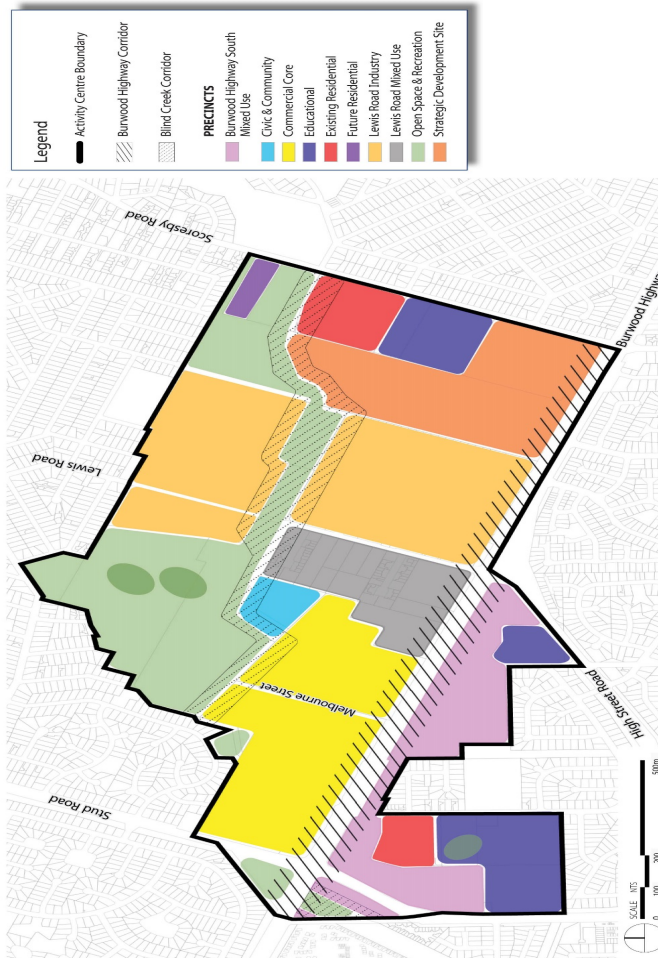 Legend
Activity Centre Boundary
Burwood Highway Corridor
Blind Creek Corridor
PRECINCTS
Burwood Highway South
Mixed Use
Civic & Community
Commercial Core
Educational
Existing Residential
Future Residential
Lewis Road Industry
Lewis Road Mixed Use
Open Space & Recreation
Strategic Development Site
Scoresby Road
Lewis Road
Stud Road
Melbourne Street
Burwood Highw
High Street Road
SCALE NTS
0 100 200 500m